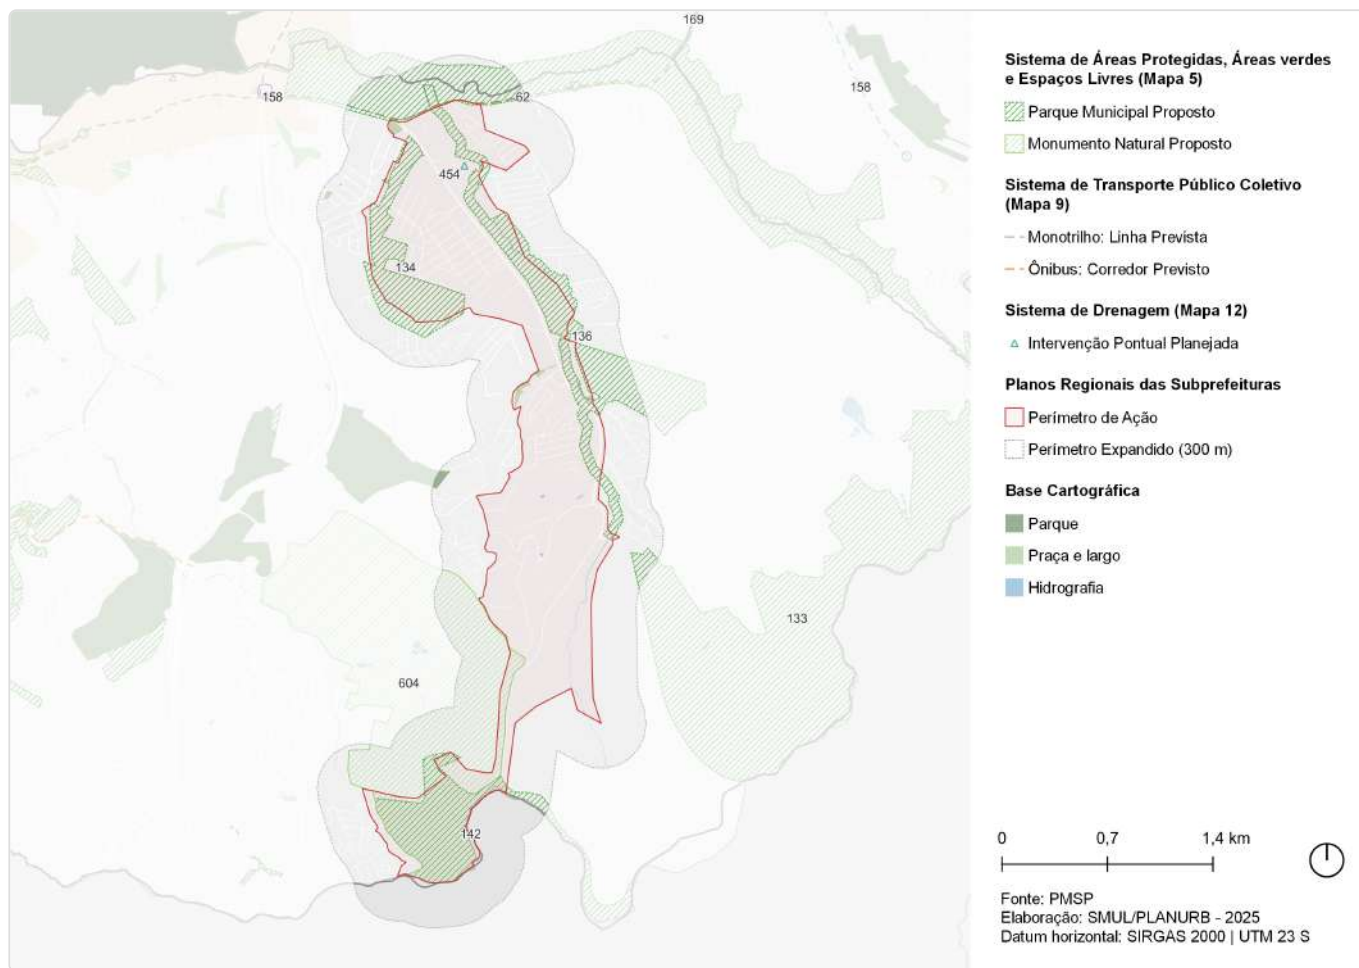 169
158
158
62
454
134
136
133
604
142
Sistema de Áreas Protegidas, Áreas verdes
e Espaços Livres (Mapa 5)
Parque Municipal Proposto
Monumento Natural Proposto
Sistema de Transporte Público Coletivo
(Mapa 9)
Monotrilho: Linha Prevista
Ônibus: Corredor Previsto
Sistema de Drenagem (Mapa 12)
Intervenção Pontual Planejada
Planos Regionais das Subprefeituras
Perímetro de Ação
Perímetro Expandido (300 m)
Base Cartográfica
Parque
Praça e largo
Hidrografia
0 0,7 1,4 km
Fonte: PMSP
Elaboração: SMUL/PLANURB - 2025
Datum horizontal: SIRGAS 2000 | UTM 23 S